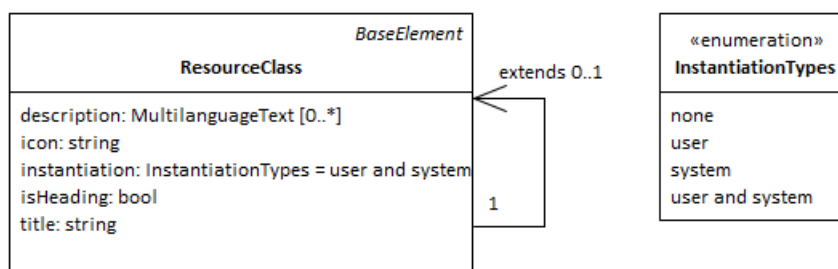 BaseElement
ResourceClass
description: MultilanguageText [0..*]
icon: string
instantiation: InstantiationTypes = user and system
isHeading: bool
title: string
extends 0..1
1
«enumeration»
InstantiationTypes
none
user
system
user and system